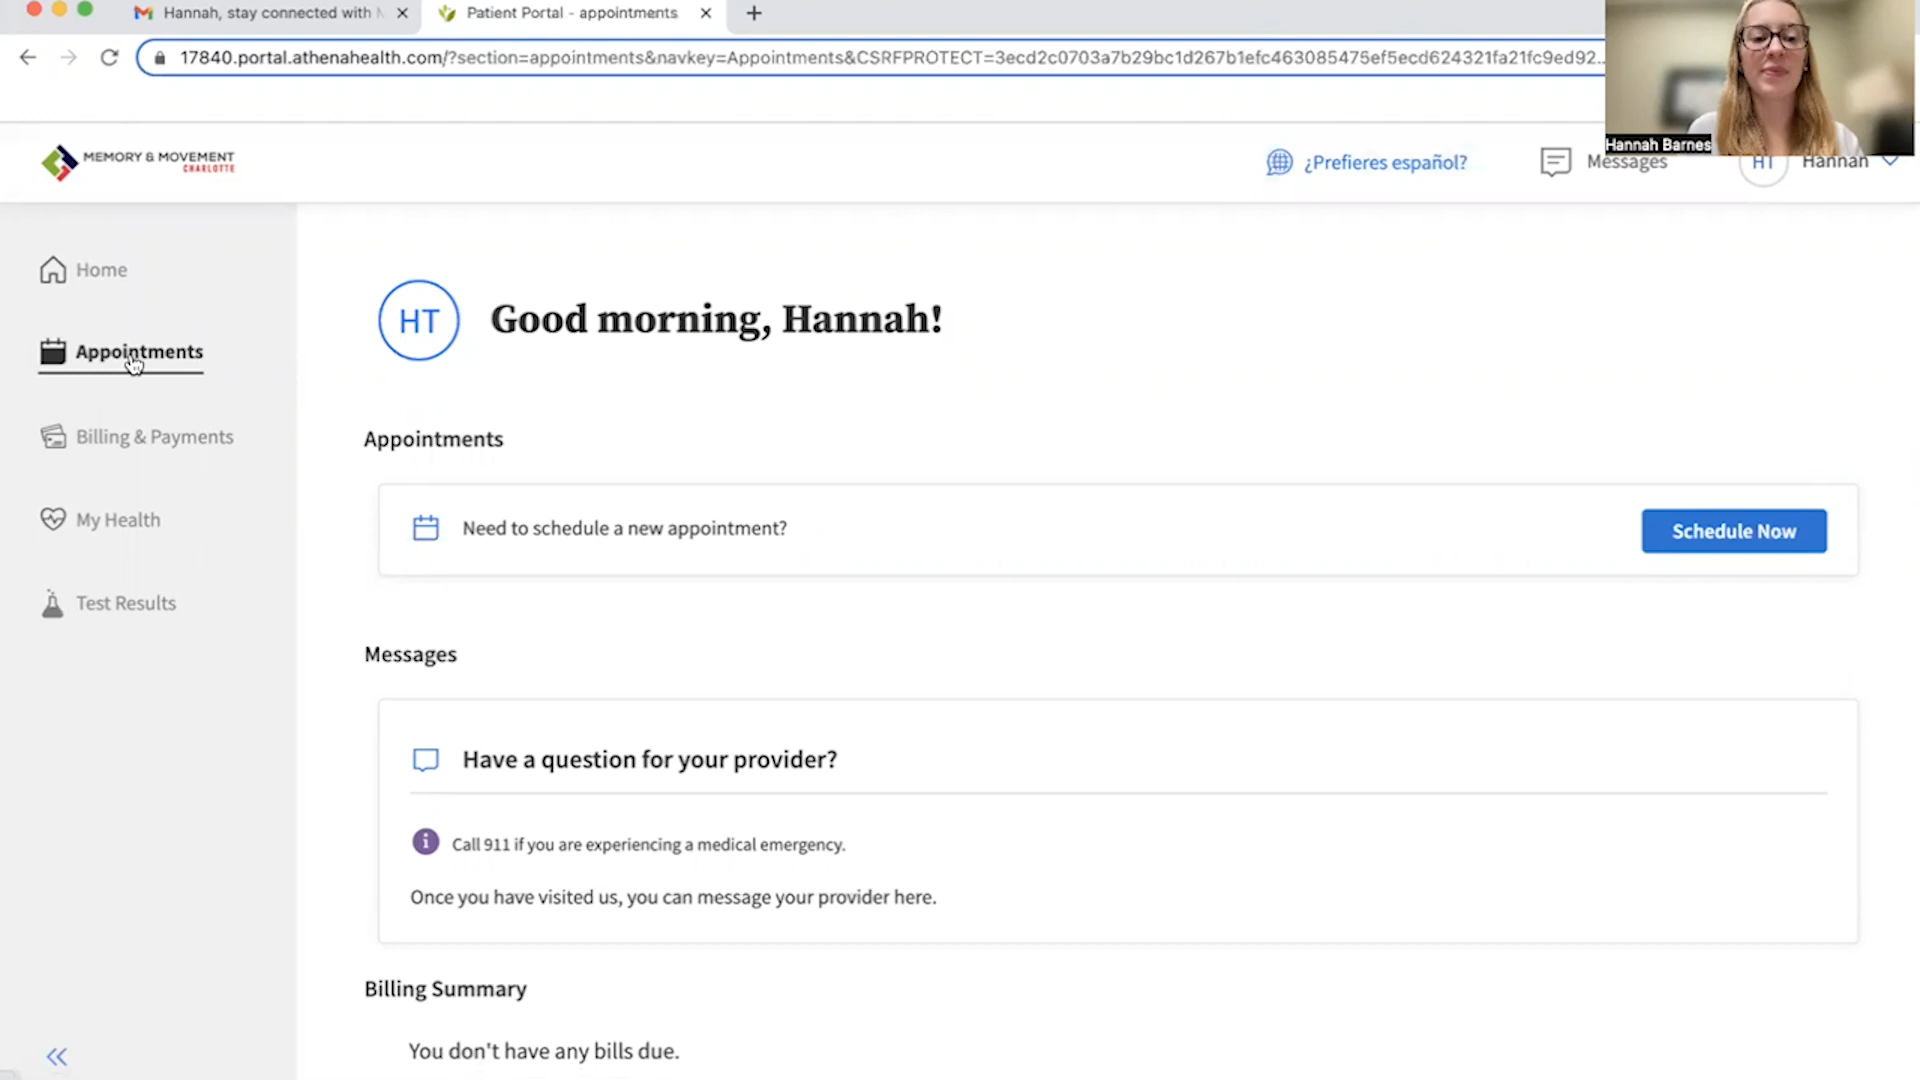 Hannah, stay connected with
Patient Portal - appointments
17840.portal.athenahealth.com/?section=appointments&navkey=Appointments&CSRFPROTECT=3ecd2c0703a7b29bc1d267b1efc463085475ef5ecd624321fa21fc9ed92...
Hannah Barnes
MEMORY & MOVEMENT
CHARLOTTE
¿Prefieres español?
Messages
HT
Hannah
Home
Appointments
Billing & Payments
My Health
Test Results
HT
Good morning, Hannah!
Appointments
Need to schedule a new appointment?
Schedule Now
Messages
Have a question for your provider?
i
Call 911 if you are experiencing a medical emergency.
Once you have visited us, you can message your provider here.
Billing Summary
You don't have any bills due.